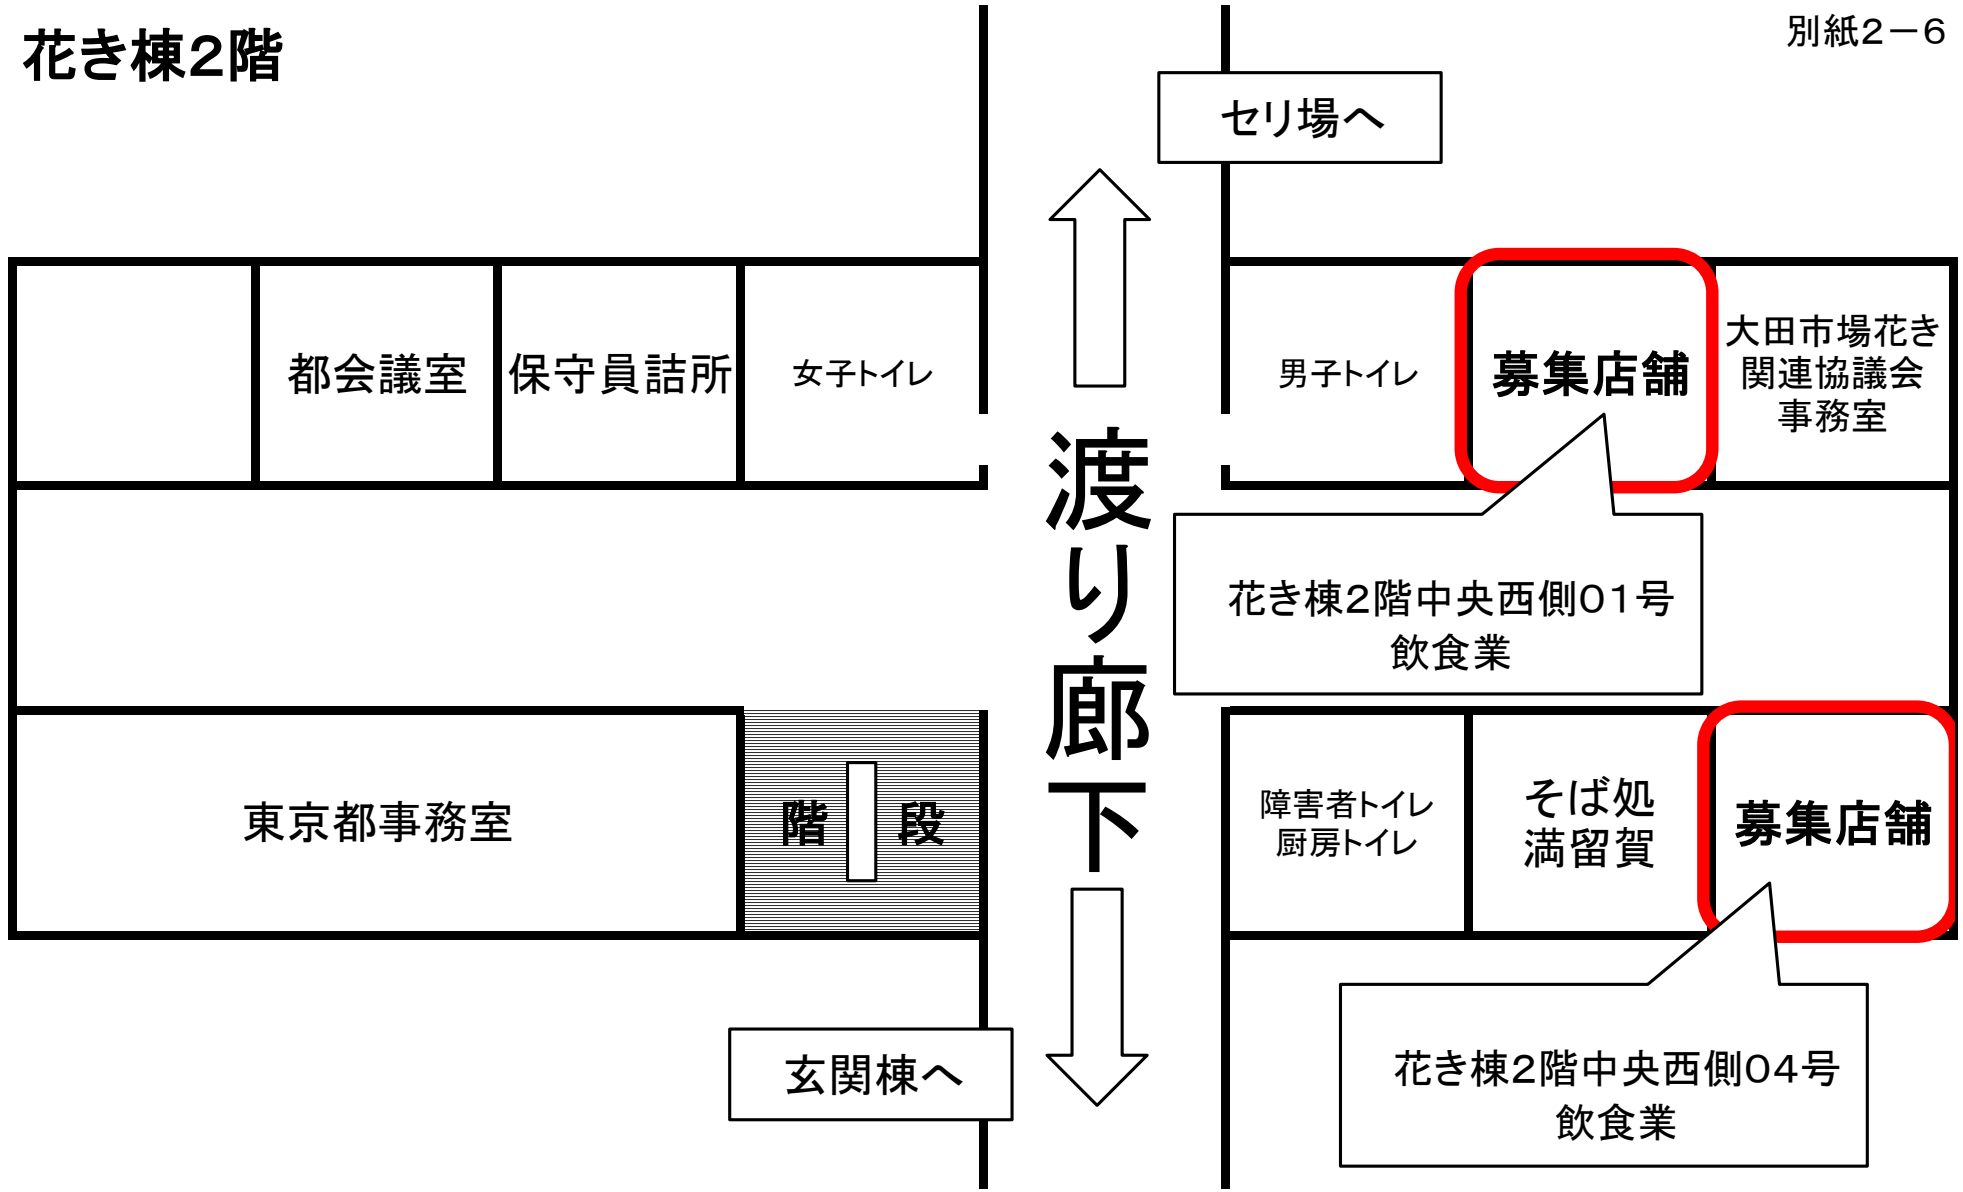 花き棟2階
別紙2－6
セリ場へ
都会議室
保守員詰所
女子トイレ
男子トイレ
募集店舗
大田市場花き
関連協議会
事務室
渡り廊下
花き棟2階中央西側01号
飲食業
東京都事務室
階 段
障害者トイレ
厨房トイレ
そば処
満留賀
募集店舗
玄関棟へ
花き棟2階中央西側04号
飲食業